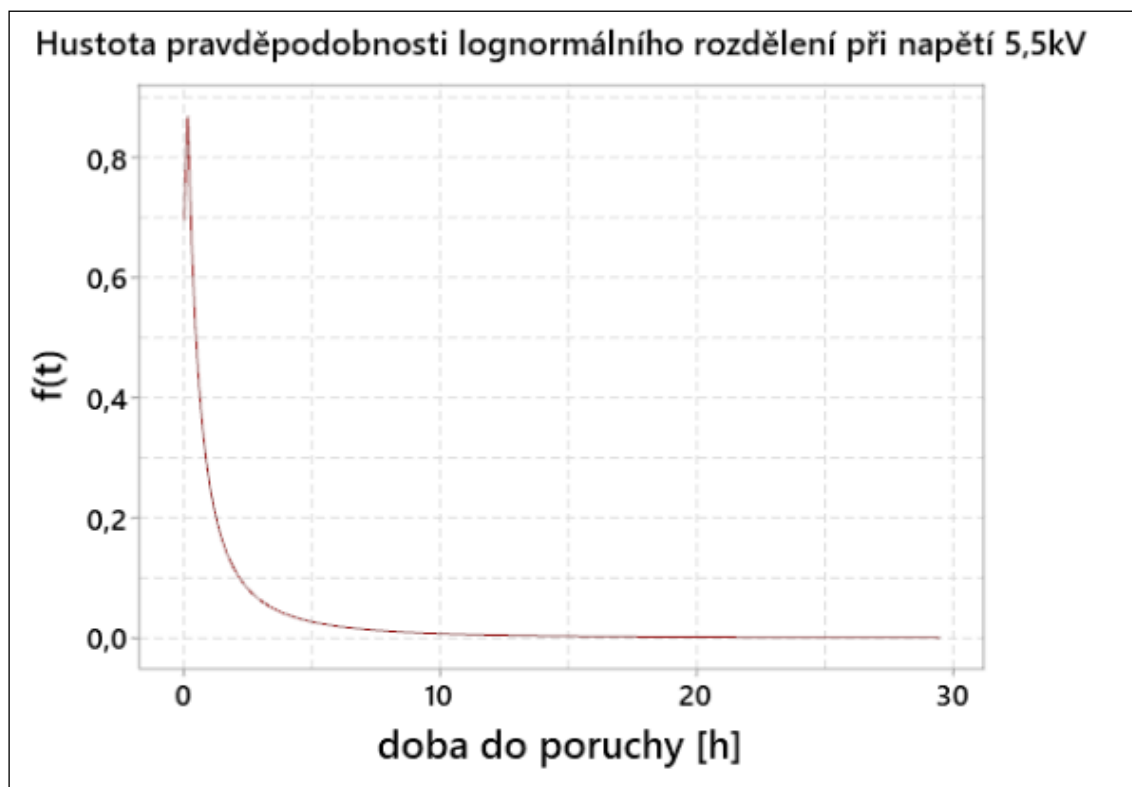 Hustota pravděpodobnosti lognormálního rozdělení při napětí 5,5kV
0,8
0,6
f(t)
0,4
0,2
0,0
0 10 20 30
doba do poruchy [h]